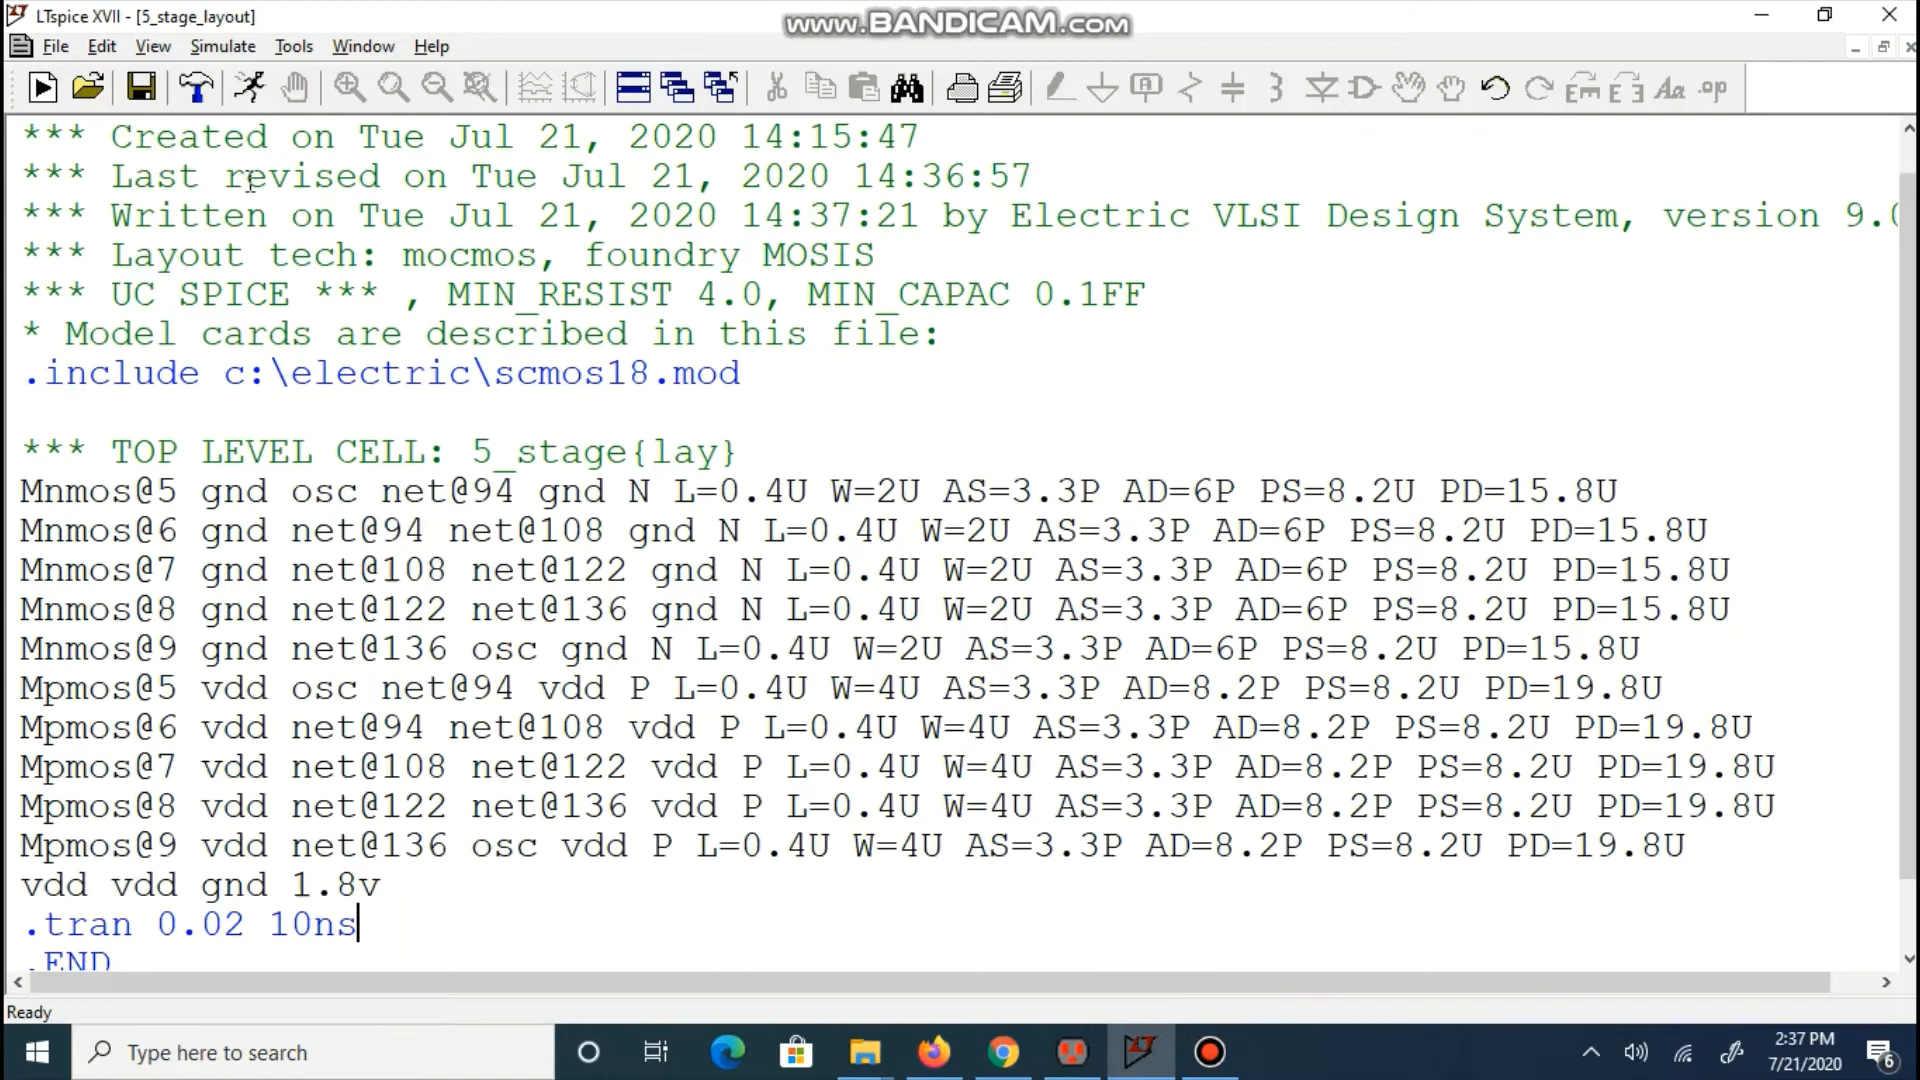 LTspice XVII - [5_stage_layout]
www.BANDICAM.com
File Edit View Simulate Tools Window Help
*** Created on Tue Jul 21, 2020 14:15:47
*** Last revised on Tue Jul 21, 2020 14:36:57
*** Written on Tue Jul 21, 2020 14:37:21 by Electric VLSI Design System, version 9.0
*** Layout tech: mocmos, foundry MOSIS
*** UC SPICE *** , MIN_RESIST 4.0, MIN_CAPAC 0.1FF
* Model cards are described in this file:
.include c:\electric\scmos18.mod
*** TOP LEVEL CELL: 5_stage{lay}
Mnmos@5 gnd osc net@94 gnd N L=0.4U W=2U AS=3.3P AD=6P PS=8.2U PD=15.8U
Mnmos@6 gnd net@94 net@108 gnd N L=0.4U W=2U AS=3.3P AD=6P PS=8.2U PD=15.8U
Mnmos@7 gnd net@108 net@122 gnd N L=0.4U W=2U AS=3.3P AD=6P PS=8.2U PD=15.8U
Mnmos@8 gnd net@122 net@136 gnd N L=0.4U W=2U AS=3.3P AD=6P PS=8.2U PD=15.8U
Mnmos@9 gnd net@136 osc gnd N L=0.4U W=2U AS=3.3P AD=6P PS=8.2U PD=15.8U
Mpmos@5 vdd osc net@94 vdd P L=0.4U W=4U AS=3.3P AD=8.2P PS=8.2U PD=19.8U
Mpmos@6 vdd net@94 net@108 vdd P L=0.4U W=4U AS=3.3P AD=8.2P PS=8.2U PD=19.8U
Mpmos@7 vdd net@108 net@122 vdd P L=0.4U W=4U AS=3.3P AD=8.2P PS=8.2U PD=19.8U
Mpmos@8 vdd net@122 net@136 vdd P L=0.4U W=4U AS=3.3P AD=8.2P PS=8.2U PD=19.8U
Mpmos@9 vdd net@136 osc vdd P L=0.4U W=4U AS=3.3P AD=8.2P PS=8.2U PD=19.8U
vdd vdd gnd 1.8v
.tran 0.02 10ns
.END
Ready
Type here to search
2:37 PM
7/21/2020
6